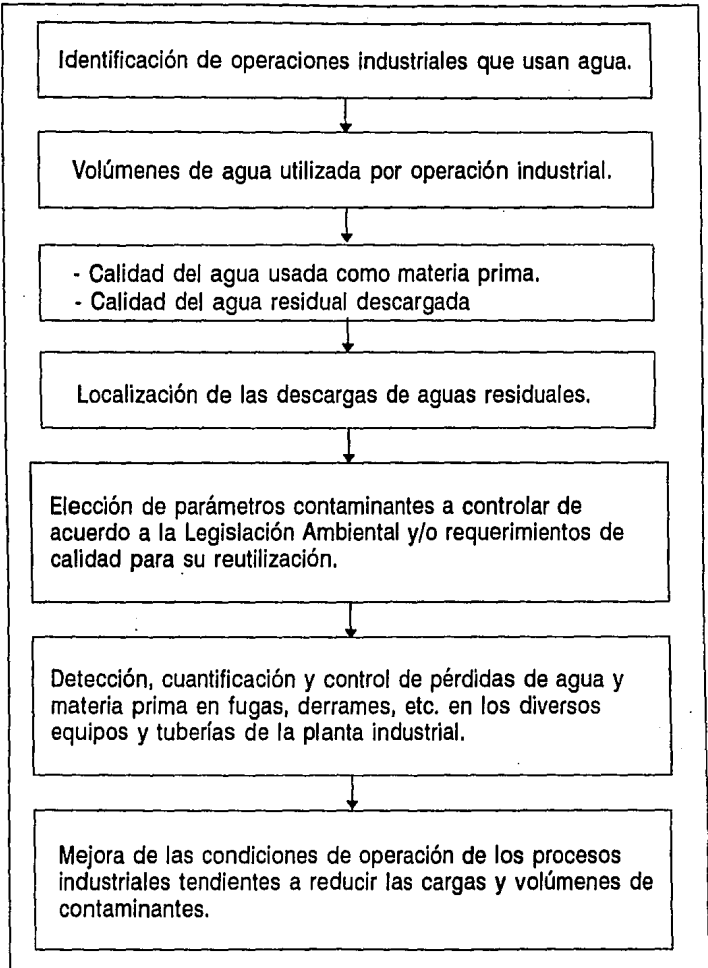 Identificación de operaciones industriales que usan agua.
Volúmenes de agua utilizada por operación industrial.
- Calidad del agua usada como materia prima.
- Calidad del agua residual descargada
Localización de las descargas de aguas residuales.
Elección de parámetros contaminantes a controlar de
acuerdo a la Legislación Ambiental y/o requerimientos de
calidad para su reutilización.
Detección, cuantificación y control de pérdidas de agua y
materia prima en fugas, derrames, etc. en los diversos
equipos y tuberías de la planta industrial.
Mejora de las condiciones de operación de los procesos
industriales tendientes a reducir las cargas y volúmenes de
contaminantes.